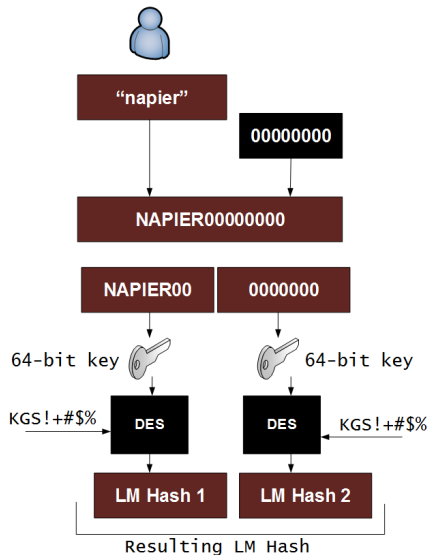 “napier”
00000000
NAPIER00000000
NAPIER00
0000000
64-bit key
64-bit key
KGS!+#$%
DES
DES
KGS!+#$%
LM Hash 1
LM Hash 2
Resulting LM Hash